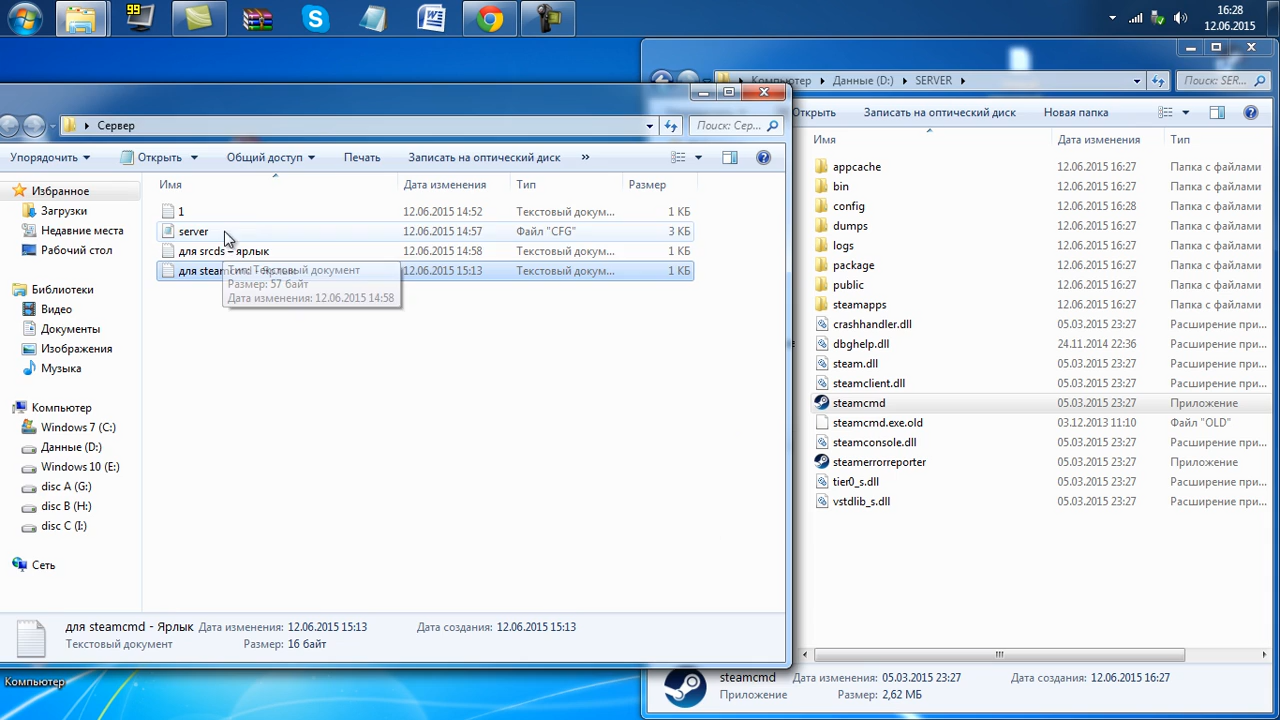 99
16:28
12.06.2015
Компьютер
Данные (D:)
SERVER
Поиск: SER...
Открыть
Записать на оптический диск
Новая папка
Имя
Дата изменения
Тип
appcache 12.06.2015 16:27 Папка с файлами
bin 12.06.2015 16:27 Папка с файлами
config 12.06.2015 16:27 Папка с файлами
dumps 12.06.2015 16:27 Папка с файлами
logs 12.06.2015 16:27 Папка с файлами
package 12.06.2015 16:27 Папка с файлами
public 12.06.2015 16:27 Папка с файлами
steamapps 12.06.2015 16:27 Папка с файлами
crashhandler.dll 05.03.2015 23:27 Расширение при...
dbghelp.dll 24.11.2014 22:36 Расширение при...
steam.dll 05.03.2015 23:27 Расширение при...
steamclient.dll 05.03.2015 23:27 Расширение при...
steamcmd 05.03.2015 23:27 Приложение
steamcmd.exe.old 03.12.2013 11:10 Файл "OLD"
steamconsole.dll 05.03.2015 23:27 Расширение при...
steamerrorreporter 05.03.2015 23:27 Приложение
tier0_s.dll 05.03.2015 23:27 Расширение при...
vstdlib_s.dll 05.03.2015 23:27 Расширение при...
steamcmd Дата изменения: 05.03.2015 23:27 Дата создания: 12.06.2015 16:27
Приложение Размер: 2,62 МБ
Сервер
Поиск: Сер...
Упорядочить
Открыть
Общий доступ
Печать
Записать на оптический диск
»
Имя
Дата изменения
Тип
Размер
1 12.06.2015 14:52 Текстовый докум... 1 КБ
server 12.06.2015 14:57 Файл "CFG" 3 КБ
для srcds – ярлык 12.06.2015 14:58 Текстовый докум... 1 КБ
для steam 12.06.2015 15:13 Текстовый докум... 1 КБ
Тип: Текстовый документ
Размер: 57 байт
Дата изменения: 12.06.2015 14:58
Избранное
Загрузки
Недавние места
Рабочий стол
Библиотеки
Видео
Документы
Изображения
Музыка
Компьютер
Windows 7 (C:)
Данные (D:)
Windows 10 (E:)
disc A (G:)
disc B (H:)
disc C (I:)
Сеть
для steamcmd - Ярлык Дата изменения: 12.06.2015 15:13 Дата создания: 12.06.2015 15:13
Текстовый документ Размер: 16 байт
Компьютер